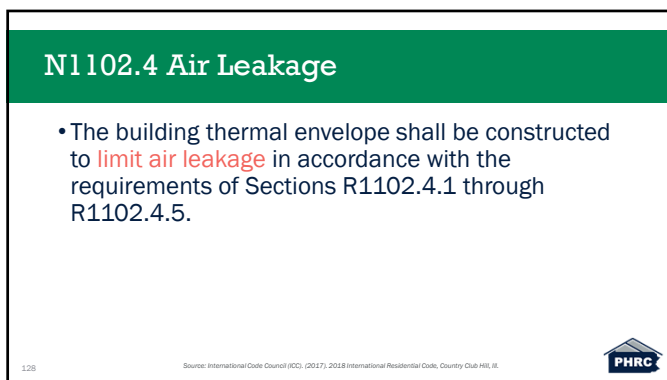 N1102.4 Air Leakage
• The building thermal envelope shall be constructed
to limit air leakage in accordance with the
requirements of Sections R1102.4.1 through
R1102.4.5.
128
Source: International Code Council (ICC). (2017). 2018 International Residential Code, Country Club Hill, Ill.
PHRC